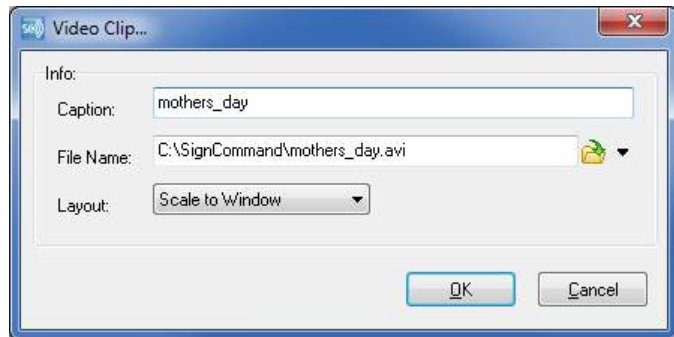 Video Clip...
Info:
Caption: mothers_day
File Name: C:\SignCommand\mothers_day.avi
Layout: Scale to Window
OK Cancel